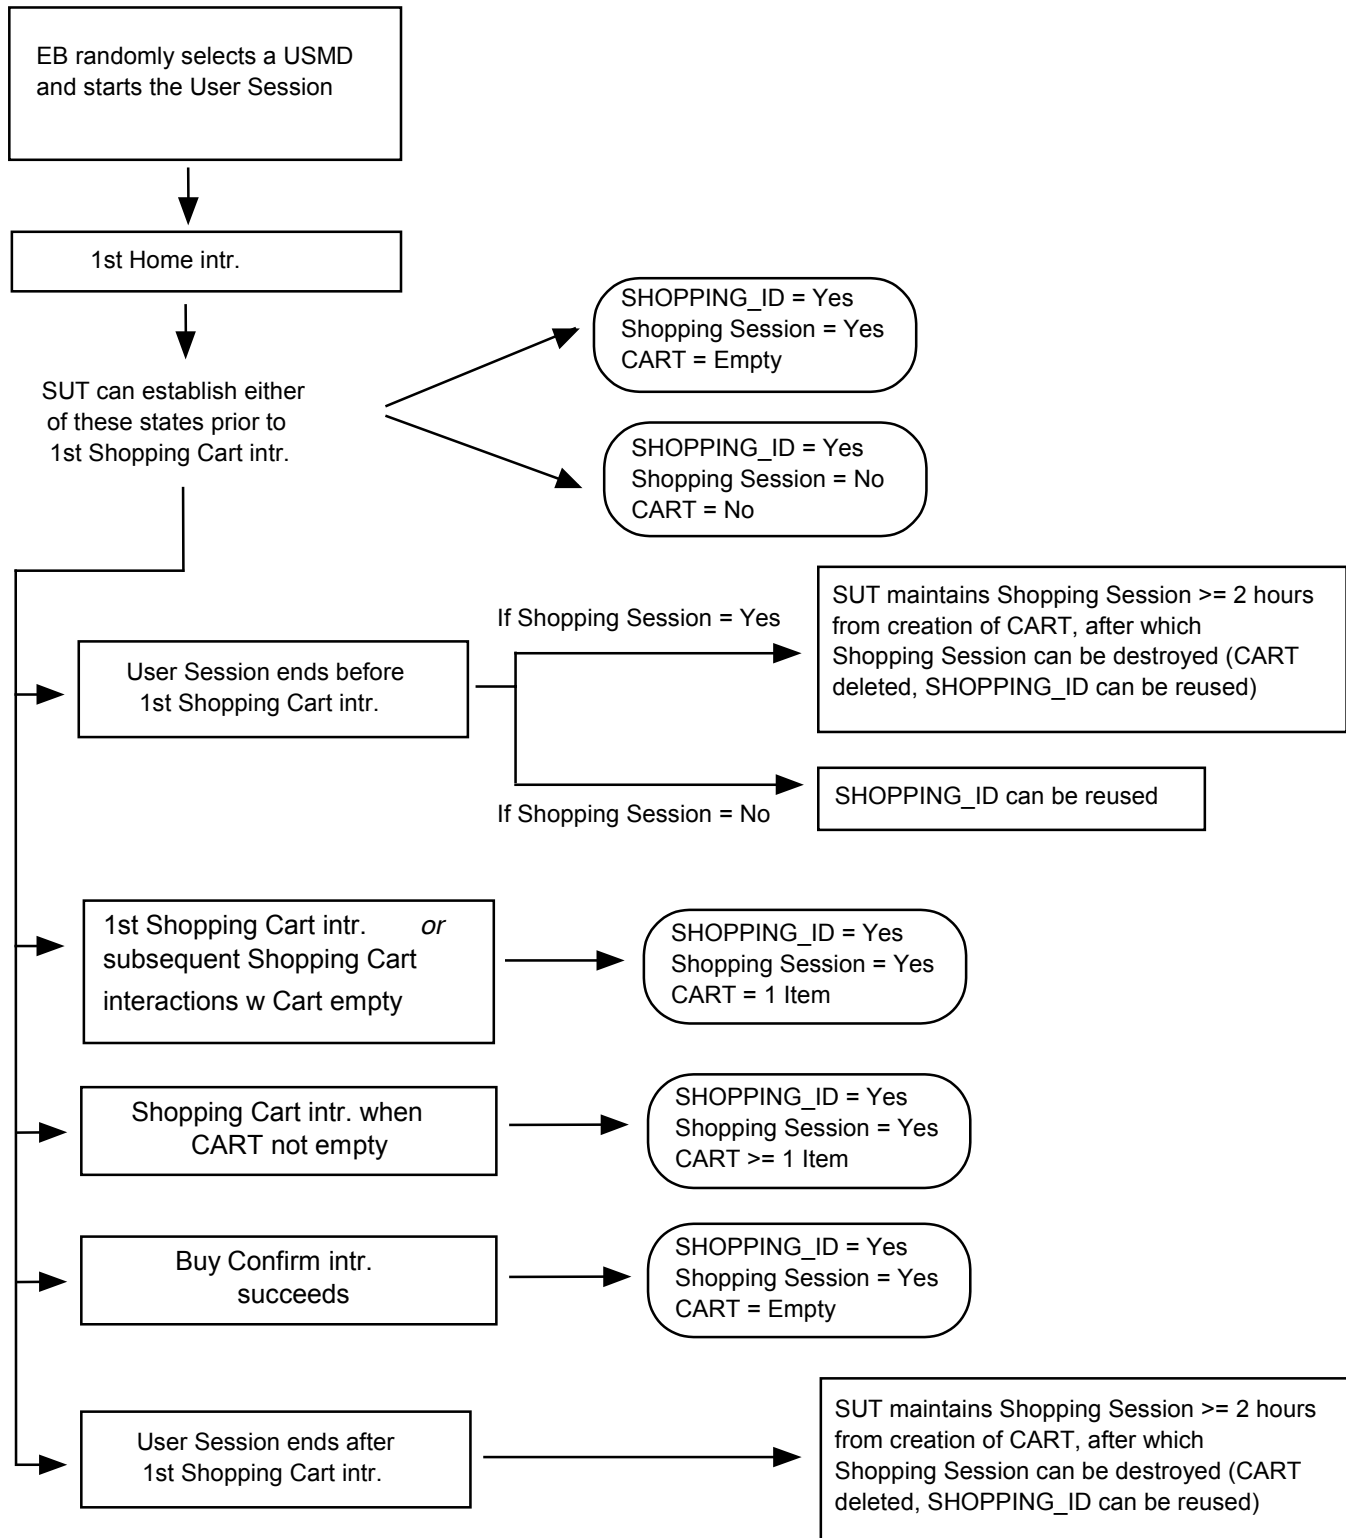 EB randomly selects a USMD
and starts the User Session
1st Home intr.
SUT can establish either
of these states prior to
1st Shopping Cart intr.
SHOPPING_ID = Yes
Shopping Session = Yes
CART = Empty
SHOPPING_ID = Yes
Shopping Session = No
CART = No
User Session ends before
1st Shopping Cart intr.
If Shopping Session = Yes
SUT maintains Shopping Session >= 2 hours
from creation of CART, after which
Shopping Session can be destroyed (CART
deleted, SHOPPING_ID can be reused)
If Shopping Session = No
SHOPPING_ID can be reused
1st Shopping Cart intr. or
subsequent Shopping Cart
interactions w Cart empty
SHOPPING_ID = Yes
Shopping Session = Yes
CART = 1 Item
Shopping Cart intr. when
CART not empty
SHOPPING_ID = Yes
Shopping Session = Yes
CART >= 1 Item
Buy Confirm intr.
succeeds
SHOPPING_ID = Yes
Shopping Session = Yes
CART = Empty
User Session ends after
1st Shopping Cart intr.
SUT maintains Shopping Session >= 2 hours
from creation of CART, after which
Shopping Session can be destroyed (CART
deleted, SHOPPING_ID can be reused)